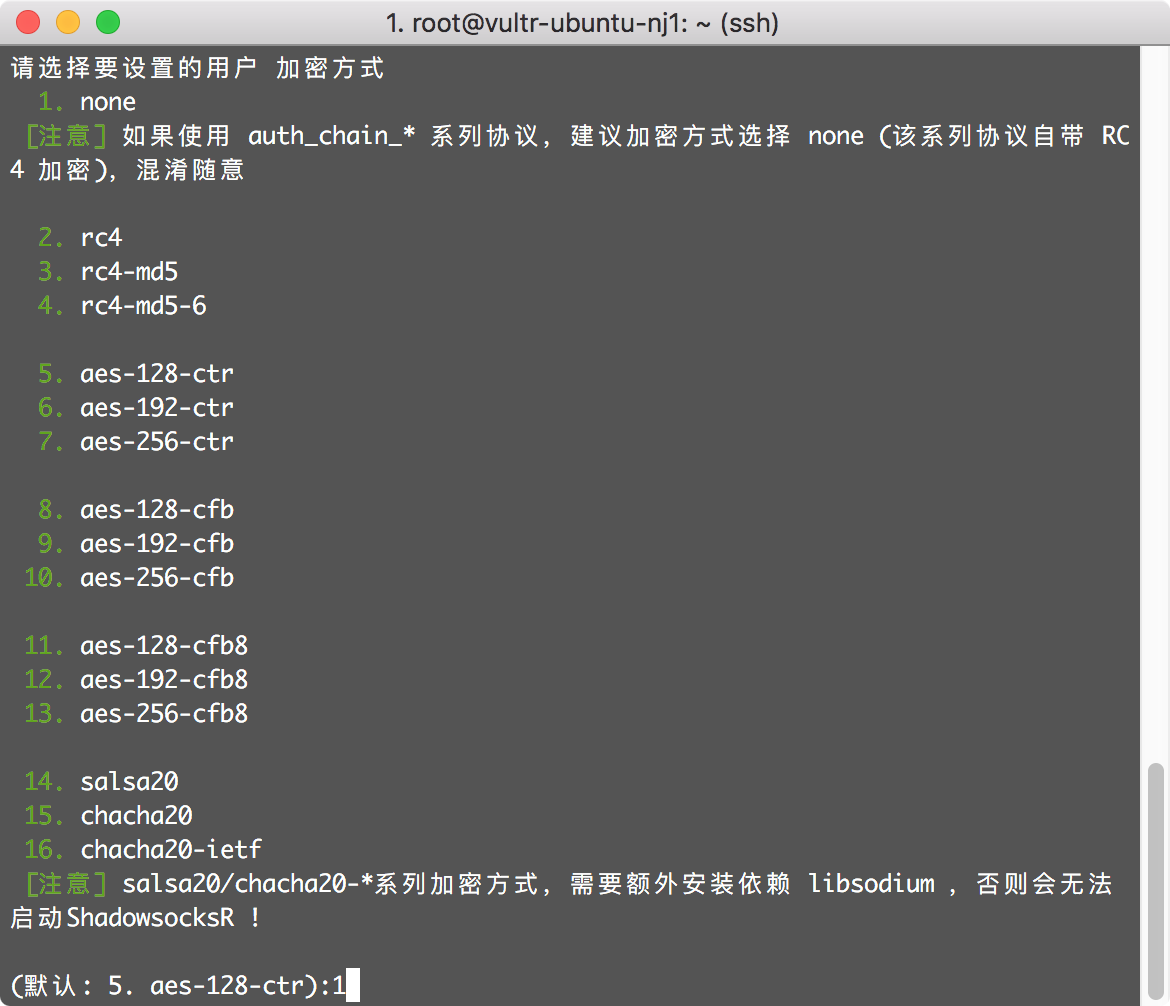 1. root@vultr-ubuntu-nj1: ~ (ssh)
请选择要设置的用户 加密方式
1. none
[注意] 如果使用 auth_chain_* 系列协议，建议加密方式选择 none (该系列协议自带 RC
4 加密)，混淆随意
2. rc4
3. rc4-md5
4. rc4-md5-6
5. aes-128-ctr
6. aes-192-ctr
7. aes-256-ctr
8. aes-128-cfb
9. aes-192-cfb
10. aes-256-cfb
11. aes-128-cfb8
12. aes-192-cfb8
13. aes-256-cfb8
14. salsa20
15. chacha20
16. chacha20-ietf
[注意] salsa20/chacha20-*系列加密方式，需要额外安装依赖 libsodium ，否则会无法
启动ShadowsocksR !
(默认: 5. aes-128-ctr):1